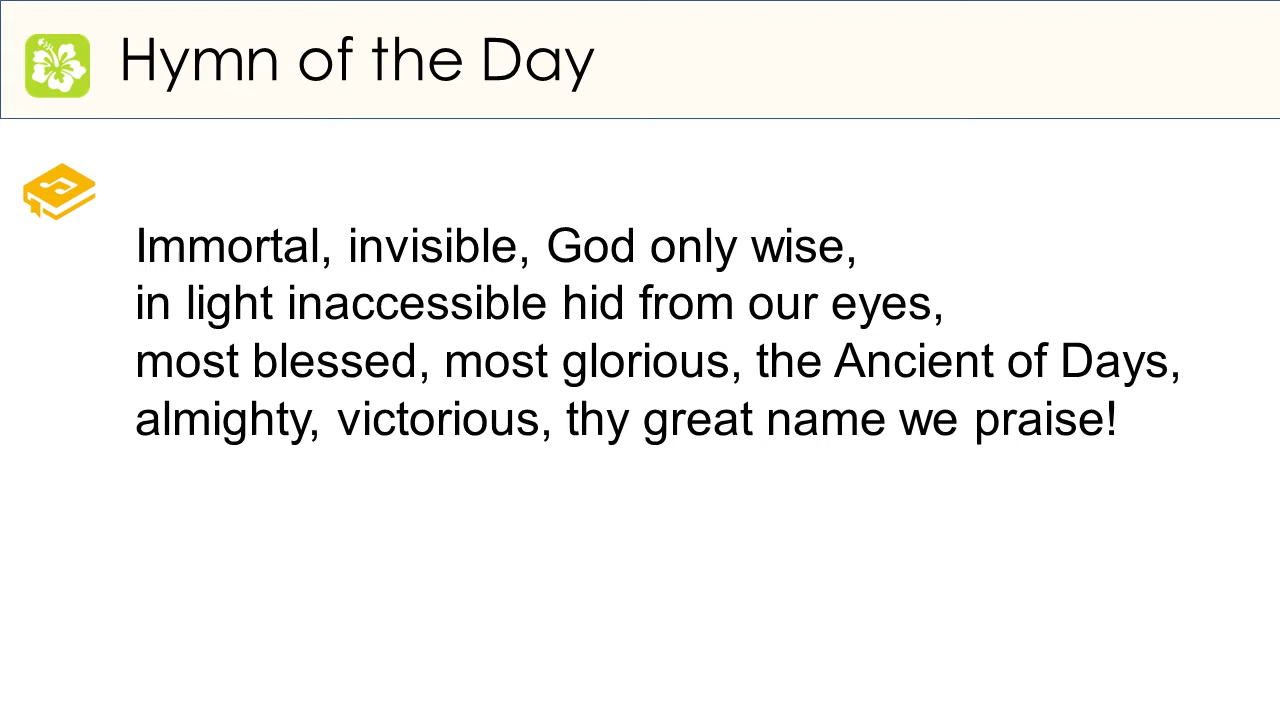 Hymn of the Day
Immortal, invisible, God only wise,
in light inaccessible hid from our eyes,
most blessed, most glorious, the Ancient of Days,
almighty, victorious, thy great name we praise!